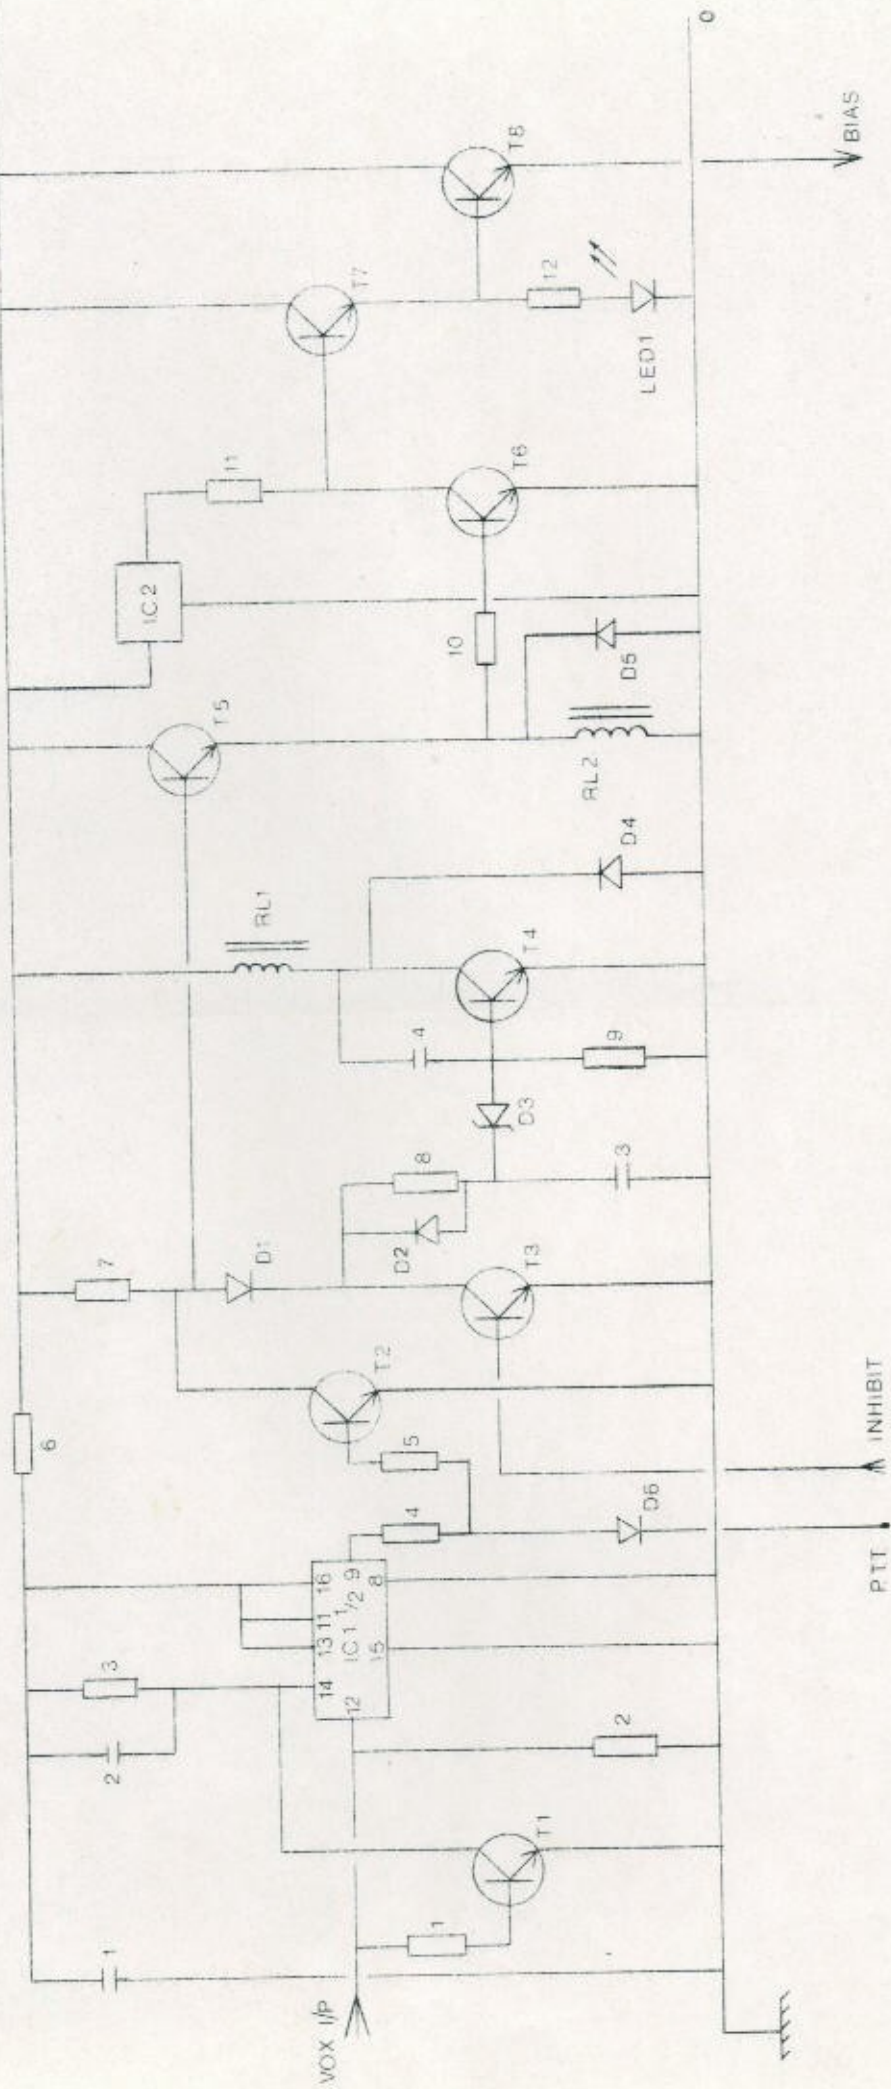 VOX I/P
1
1
T1
2
3
2
14
13 11 16
12
IC1 1/2
9
15
8
4
5
6
D6
P.T.T
INHIBIT
T2
7
D1
D2
8
T3
3
D3
4
9
T4
RL1
D4
T5
RL2
D5
10
I.C.2
11
T6
T7
12
LED1
T8
BIAS
0